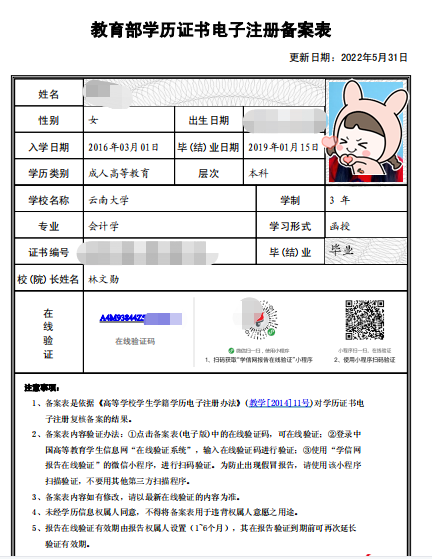 教育部学历证书电子注册备案表
更新日期：2022年5月31日
姓名
性别 女 出生日期
入学日期 2016年03月01日 毕(结)业日期 2019年01月15日
学历类别 成人高等教育 层次 本科
学校名称 云南大学 学制 3 年
专业 会计学 学习形式 函授
证书编号 毕(结)业 毕业
校(院)长姓名 林文勋
在线验证
A4M93844Z
在线验证码
微信扫一扫，使用小程序
1、扫码获取“学信网报告在线验证”小程序
小程序扫一扫，在线验证
2、使用小程序扫码验证
注意事项：
1、备案表是依据《高等学校学生学籍学历电子注册办法》(教学[2014]11号)对学历证书电
子注册复核备案的结果。
2、备案表内容验证办法：①点击备案表(电子版)中的在线验证码，可在线验证；②登录中
国高等教育学生信息网“在线验证系统”，输入在线验证码进行验证；③使用“学信网
报告在线验证”的微信小程序，进行扫码验证。为防止出现假冒报告，请使用该小程序
扫描验证，不要用其他第三方扫描程序。
3、备案表内容如有修改，请以最新在线验证的内容为准。
4、未经学历信息权属人同意，不得将备案表用于违背权属人意愿之用途。
5、报告在线验证有效期由报告权属人设置（1~6个月），其在报告验证到期前可再次延长
验证有效期。